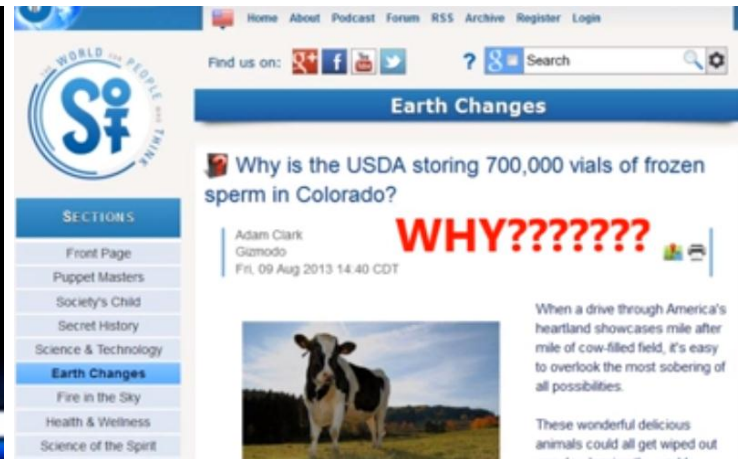 Home About Podcast Forum RSS Archive Register Login
THE WORLD FOR PEOPLE WHO THINK
SOTT
Find us on: g+ f You Tube
? g Search
Earth Changes
Why is the USDA storing 700,000 vials of frozen
sperm in Colorado?
Adam Clark
Gizmodo
Fri, 09 Aug 2013 14:40 CDT
WHY???????
SECTIONS
Front Page
Puppet Masters
Society's Child
Secret History
Science & Technology
Earth Changes
Fire in the Sky
Health & Wellness
Science of the Spirit
When a drive through America's
heartland showcases mile after
mile of cow-filled field, it's easy
to overlook the most sobering of
all possibilities.
These wonderful delicious
animals could all get wiped out